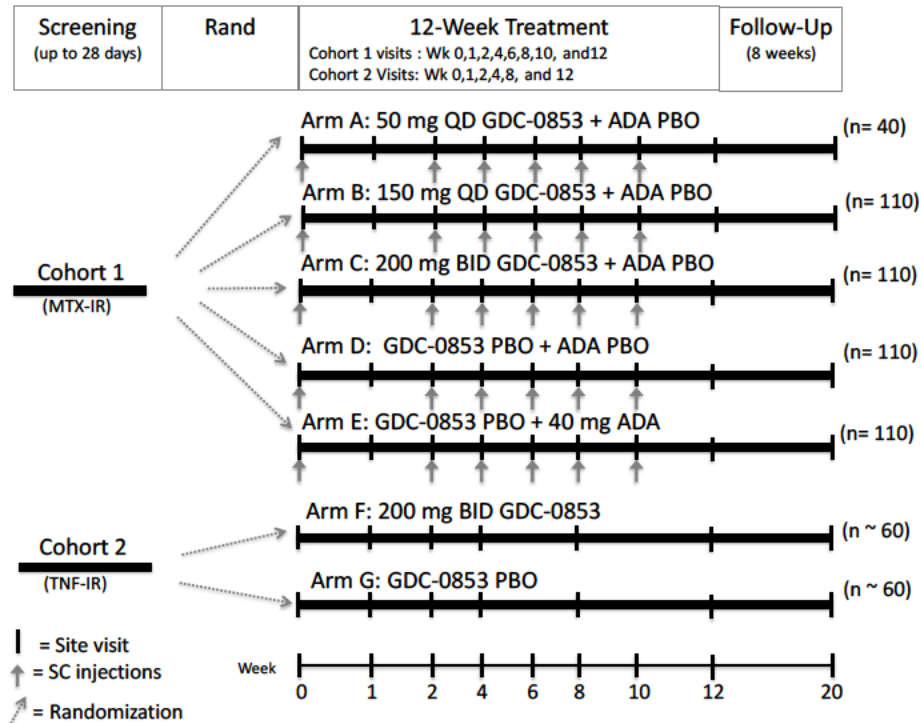 Screening
(up to 28 days)
Rand
12-Week Treatment
Cohort 1 visits : Wk 0,1,2,4,6,8,10, and12
Cohort 2 Visits: Wk 0,1,2,4,8, and 12
Follow-Up
(8 weeks)
Arm A: 50 mg QD GDC-0853 + ADA PBO
(n= 40)
Arm B: 150 mg QD GDC-0853 + ADA PBO
(n= 110)
Cohort 1
(MTX-IR)
Arm C: 200 mg BID GDC-0853 + ADA PBO
(n= 110)
Arm D: GDC-0853 PBO + ADA PBO
(n= 110)
Arm E: GDC-0853 PBO + 40 mg ADA
(n= 110)
Cohort 2
(TNF-IR)
Arm F: 200 mg BID GDC-0853
(n ~ 60)
Arm G: GDC-0853 PBO
(n ~ 60)
= Site visit
= SC injections
= Randomization
Week
0 1 2 4 6 8 10 12 20